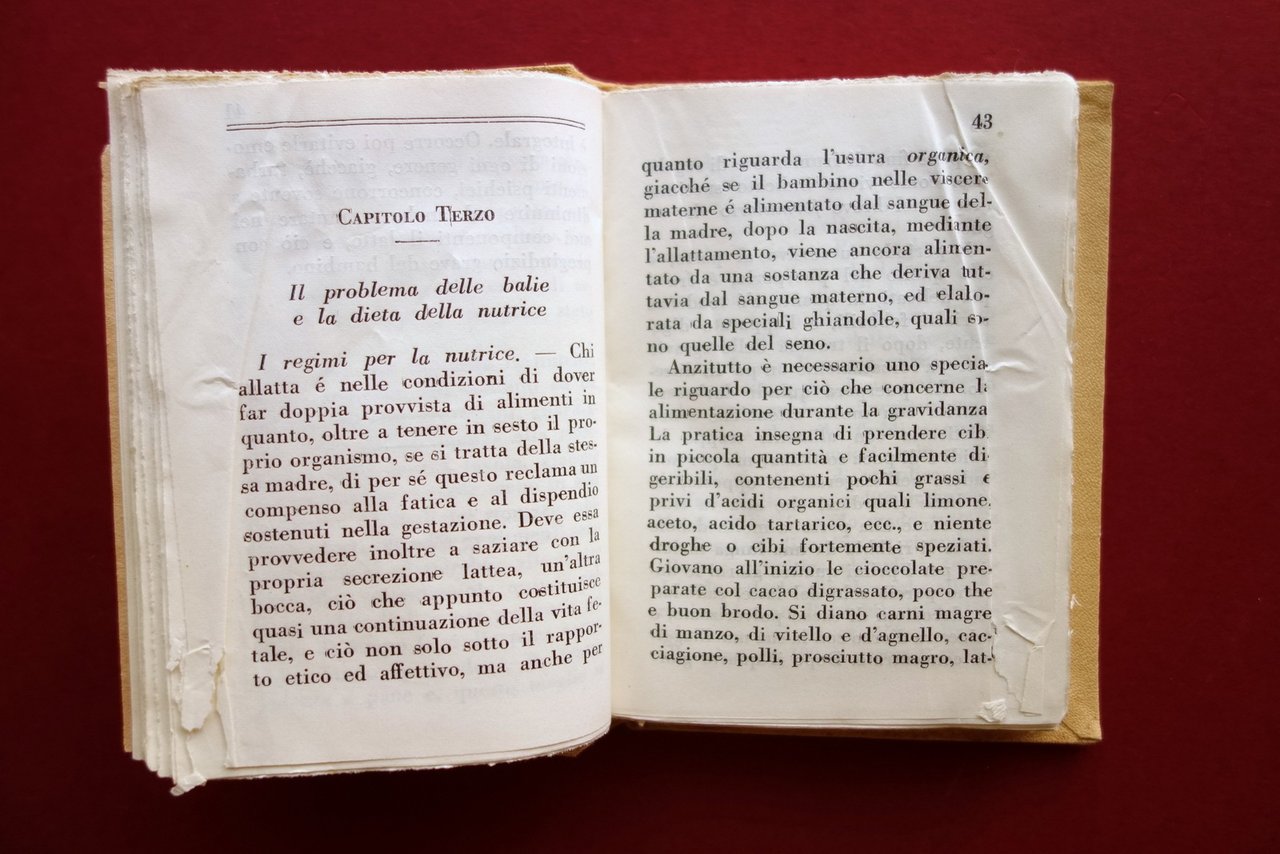 CAPITOLO TERZO
Il problema delle balie
e la dieta della nutrice
I regimi per la nutrice. — Chi
allatta é nelle condizioni di dover
far doppia provvista di alimenti in
quanto, oltre a tenere in sesto il pro-
prio organismo, se si tratta della stes-
sa madre, di per sé questo reclama un
compenso alla fatica e al dispendio
sostenuti nella gestazione. Deve essa
provvedere inoltre a saziare con la
propria secrezione lattea, un'altra
bocca, ciò che appunto costituisce
quasi una continuazione della vita fe-
tale, e ciò non solo sotto il rappor-
to etico ed affettivo, ma anche per
43
quanto riguarda l'usura organica,
giacché se il bambino nelle viscere
materne é alimentato dal sangue del-
la madre, dopo la nascita, mediante
l'allattamento, viene ancora alimen-
tato da una sostanza che deriva tut-
tavia dal sangue materno, ed elabo-
rata da speciali ghiandole, quali so-
no quelle del seno.
Anzitutto è necessario uno specia-
le riguardo per ciò che concerne
alimentazione durante la gravidanza
La pratica insegna di prendere
in piccola quantità e facilmente di-
geribili, contenenti pochi grassi e
privi d'acidi organici quali limone,
aceto, acido tartarico, ecc., e niente
droghe o cibi fortemente speziati.
Giovano all'inizio le cioccolate pre-
parate col cacao digrassato, poco the
e buon brodo. Si diano carni magre
di manzo, di vitello e d'agnello, cac-
ciagione, polli, prosciutto magro, lat-